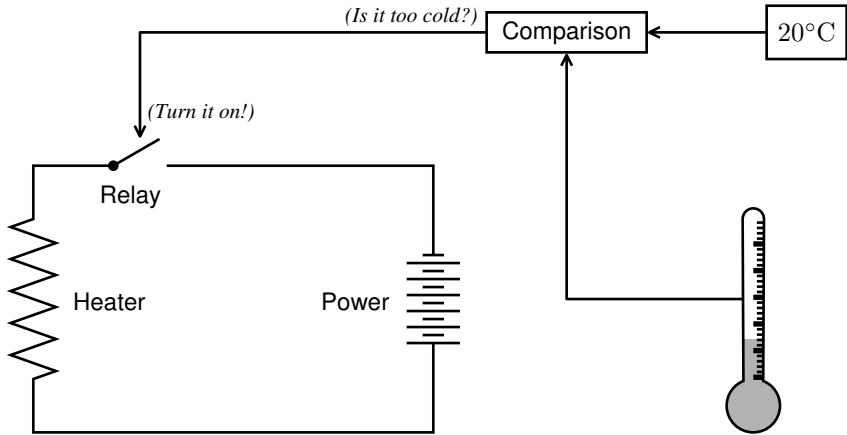 (Is it too cold?)
Comparison
20°C
(Turn it on!)
Relay
Heater
Power